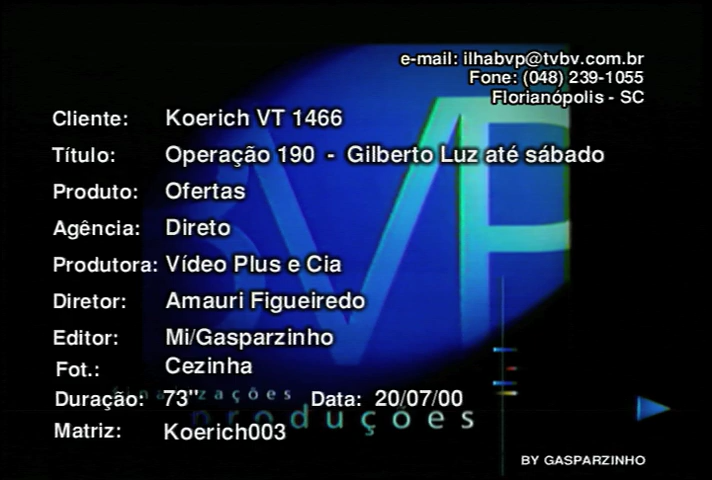 e-mail: ilhabvp@tvbv.com.br
Fone: (048) 239-1055
Florianópolis - SC
Cliente: Koerich VT 1466
Título: Operação 190 - Gilberto Luz até sábado
Produto: Ofertas
Agência: Direto
Produtora: Vídeo Plus e Cia
Diretor: Amauri Figueiredo
Editor: Mi/Gasparzinho
Fot.: Cezinha
finalizações
Duração: 73" Data: 20/07/00
produções
Matriz: Koerich003
BY GASPARZINHO
BVP